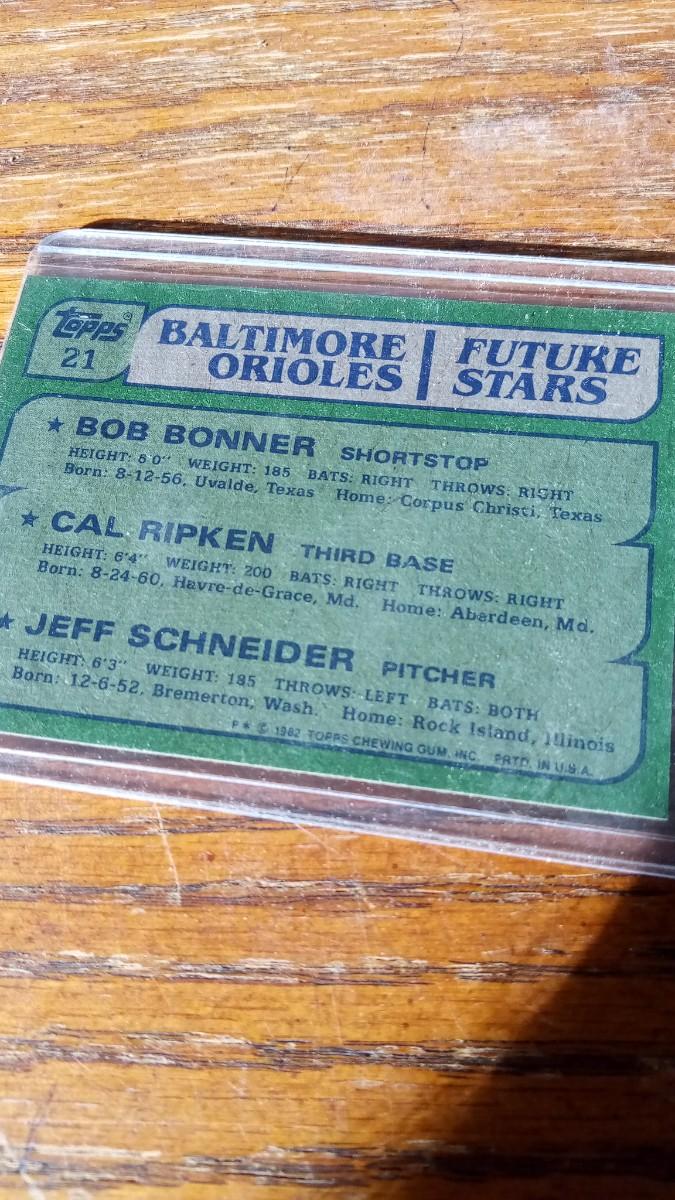 Topps®
21
BALTIMORE ORIOLES | FUTURE STARS
★ BOB BONNER SHORTSTOP
HEIGHT: 6'0" WEIGHT: 185 BATS: RIGHT THROWS: RIGHT
Born: 8-12-56, Uvalde, Texas Home: Corpus Christi, Texas
★ CAL RIPKEN THIRD BASE
HEIGHT: 6'4" WEIGHT: 200 BATS: RIGHT THROWS: RIGHT
Born: 8-24-60, Havre-de-Grace, Md. Home: Aberdeen, Md.
★ JEFF SCHNEIDER PITCHER
HEIGHT: 6'3" WEIGHT: 185 THROWS: LEFT BATS: BOTH
Born: 12-6-52, Bremerton, Wash. Home: Rock Island, Illinois
P★ © 1982 TOPPS CHEWING GUM, INC. PRTD. IN U.S.A.